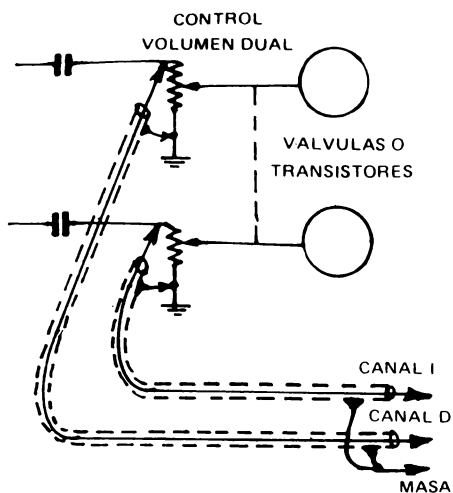 CONTROL
VOLUMEN DUAL
VALVULAS O
TRANSISTORES
CANAL I
CANAL D
MASA